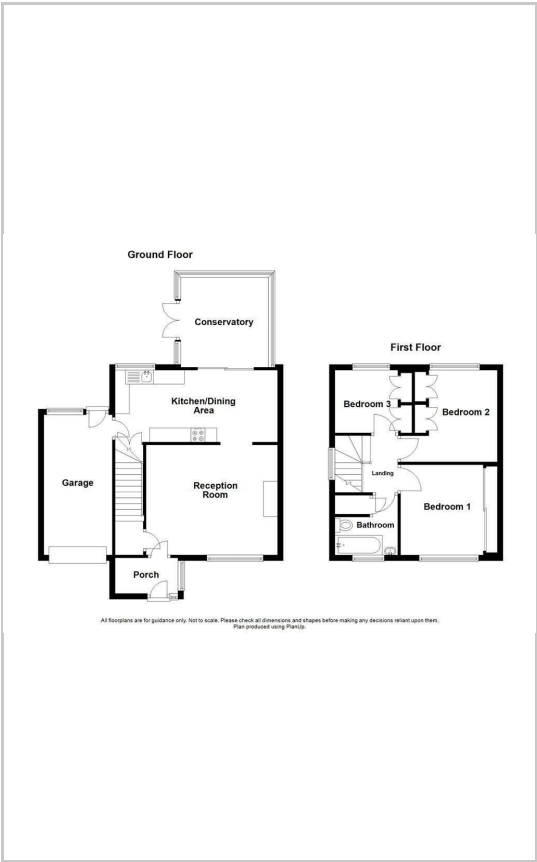 Ground Floor
Conservatory
Kitchen/Dining
Area
Garage
Reception
Room
Porch
First Floor
Bedroom 3
Bedroom 2
Landing
Bedroom 1
Bathroom
All floorplans are for guidance only. Not to scale. Please check all dimensions and shapes before making any decisions reliant upon them.
Plan produced using PlanUp.